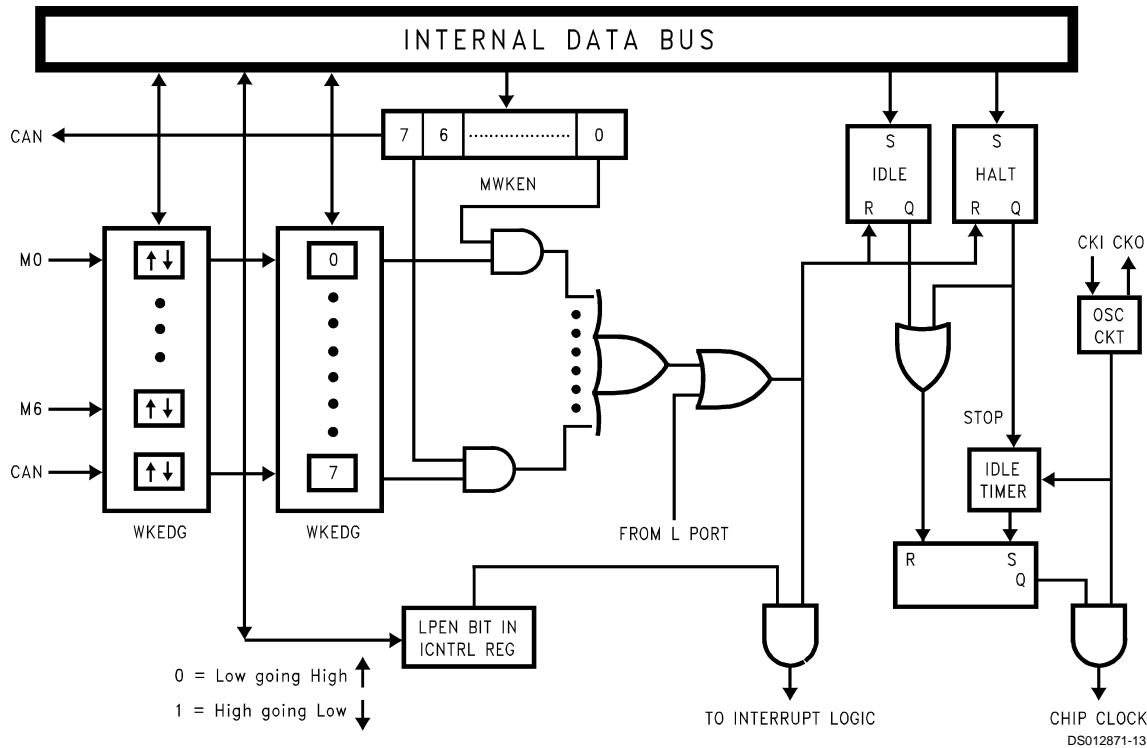 INTERNAL DATA BUS
CAN
7 6 .................... 0
MWKEN
S
IDLE
R Q
S
HALT
R Q
CKI CKO
OSC
CKT
M0
M6
CAN
0
7
WKEDG
WKEDG
FROM L PORT
STOP
IDLE
TIMER
R S
Q
LPEN BIT IN
ICNTRL REG
0 = Low going High
1 = High going Low
TO INTERRUPT LOGIC
CHIP CLOCK
DS012871-13